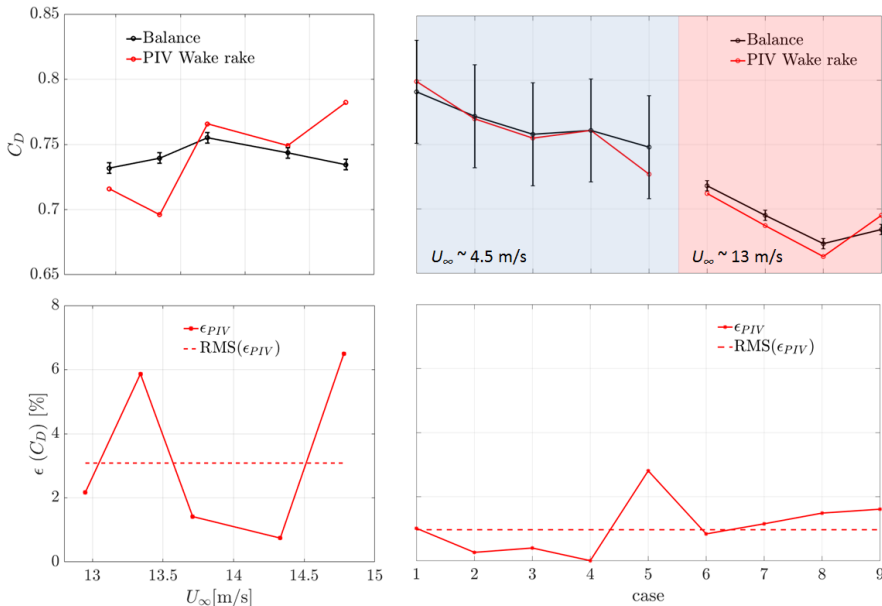 0.85
0.8
0.75
0.7
0.65
C_D
Balance
PIV Wake rake
Balance
PIV Wake rake
U_∞ ~ 4.5 m/s
U_∞ ~ 13 m/s
8
6
4
2
0
ϵ (C_D) [%]
ϵ_PIV
RMS(ϵ_PIV)
13
13.5
14
14.5
15
U_∞[m/s]
ϵ_PIV
RMS(ϵ_PIV)
1
2
3
4
5
6
7
8
9
case